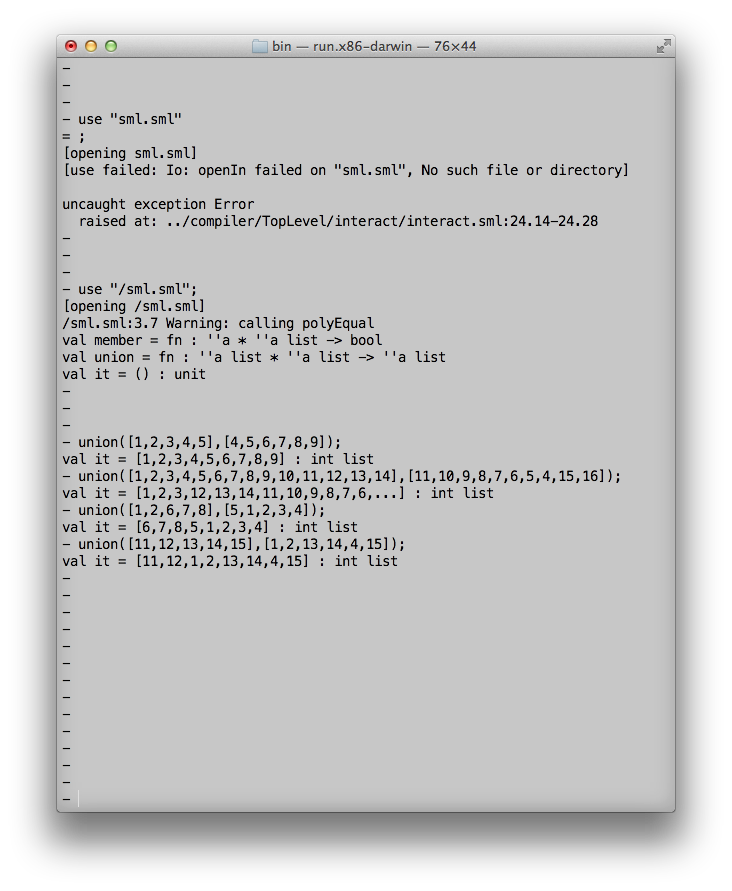 bin — run.x86-darwin — 76×44
-
-
-
- use "sml.sml"
= ;
[opening sml.sml]
[use failed: Io: openIn failed on "sml.sml", No such file or directory]
uncaught exception Error
  raised at: ../compiler/TopLevel/interact/interact.sml:24.14-24.28
-
-
-
- use "/sml.sml";
[opening /sml.sml]
/sml.sml:3.7 Warning: calling polyEqual
val member = fn : ''a * ''a list -> bool
val union = fn : ''a list * ''a list -> ''a list
val it = () : unit
-
-
-
- union([1,2,3,4,5],[4,5,6,7,8,9]);
val it = [1,2,3,4,5,6,7,8,9] : int list
- union([1,2,3,4,5,6,7,8,9,10,11,12,13,14],[11,10,9,8,7,6,5,4,15,16]);
val it = [1,2,3,12,13,14,11,10,9,8,7,6,...] : int list
- union([1,2,6,7,8],[5,1,2,3,4]);
val it = [6,7,8,5,1,2,3,4] : int list
- union([11,12,13,14,15],[1,2,13,14,4,15]);
val it = [11,12,1,2,13,14,4,15] : int list
-
-
-
-
-
-
-
-
-
-
-
-
-
-